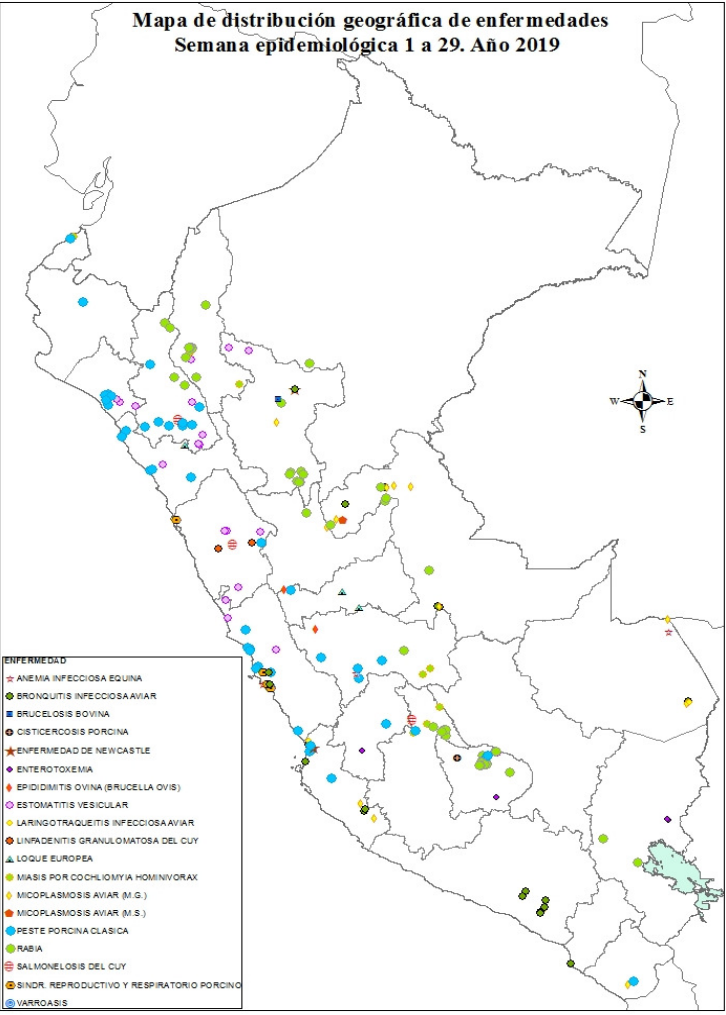 Mapa de distribución geográfica de enfermedades
Semana epidemiológica 1 a 29. Año 2019
N
W
E
S
ENFERMEDAD
ANEMIA INFECCIOSA EQUINA
BRONQUITIS INFECCIOSA AVIAR
BRUCELOSIS BOVINA
CISTICERCOSIS PORCINA
ENFERMEDAD DE NEWCASTLE
ENTEROTOXEMIA
EPIDIDIMITIS OVINA (BRUCELLA OVIS)
ESTOMATITIS VESICULAR
LARINGOTRAQUEITIS INFECCIOSA AVIAR
LINFADENITIS GRANULOMATOSA DEL CUY
LOQUE EUROPEA
MIASIS POR COCHLIOMYIA HOMINIVORAX
MICOPLASMOSIS AVIAR (M.G.)
MICOPLASMOSIS AVIAR (M.S.)
PESTE PORCINA CLASICA
RABIA
SALMONELOSIS DEL CUY
SINDR. REPRODUCTIVO Y RESPIRATORIO PORCINO
VARROASIS